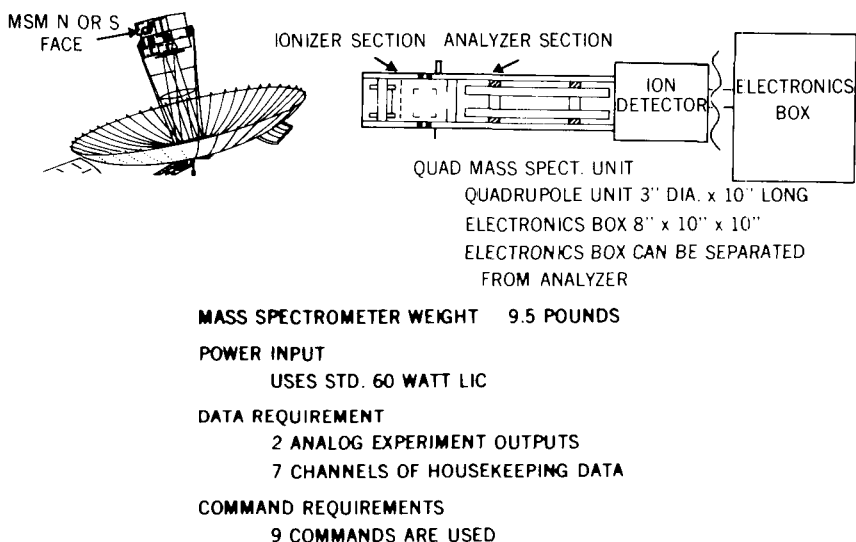 MSM N OR S
FACE
IONIZER SECTION ANALYZER SECTION
ION
DETECTOR
ELECTRONICS
BOX
QUAD MASS SPECT. UNIT
QUADRUPOLE UNIT 3" DIA. x 10" LONG
ELECTRONICS BOX 8" x 10" x 10"
ELECTRONICS BOX CAN BE SEPARATED
FROM ANALYZER
MASS SPECTROMETER WEIGHT 9.5 POUNDS
POWER INPUT
USES STD. 60 WATT LIC
DATA REQUIREMENT
2 ANALOG EXPERIMENT OUTPUTS
7 CHANNELS OF HOUSEKEEPING DATA
COMMAND REQUIREMENTS
9 COMMANDS ARE USED